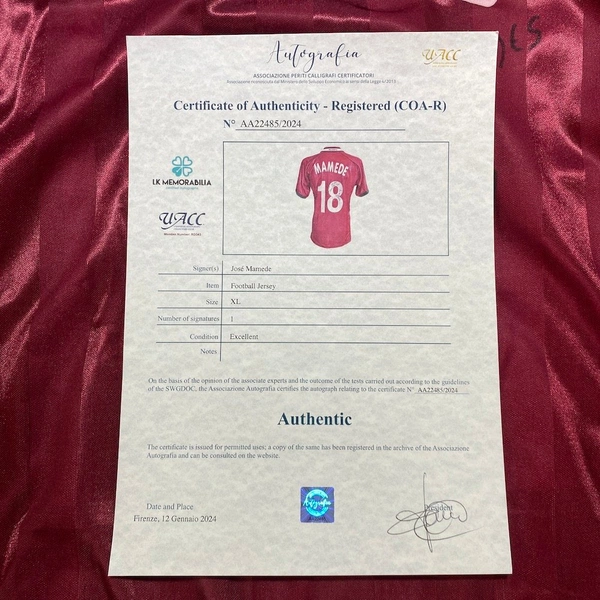 Autografia
ASSOCIAZIONE PERITI CALLIGRAFI CERTIFICATORI
UACC
Certificate of Authenticity - Registered (COA-R)
N° AA22485/2024
LK MEMORABILIA
UACC
MAMEDE
18
Signer(s) José Mamede
Item Football Jersey
Size XL
Number of signatures 1
Condition Excellent
Notes
On the basis of the opinion of the associate experts and the outcome of the tests carried out according to the guidelines
of the SWGDOC, the Associazione Autografia certifies the autograph relating to the certificate N° AA22485/2024
Authentic
The certificate is issued for permitted uses; a copy of the same has been registered in the archive of the Associazione
Autografia and can be consulted on the website.
Autografia
Date and Place
Firenze, 12 Gennaio 2024
President